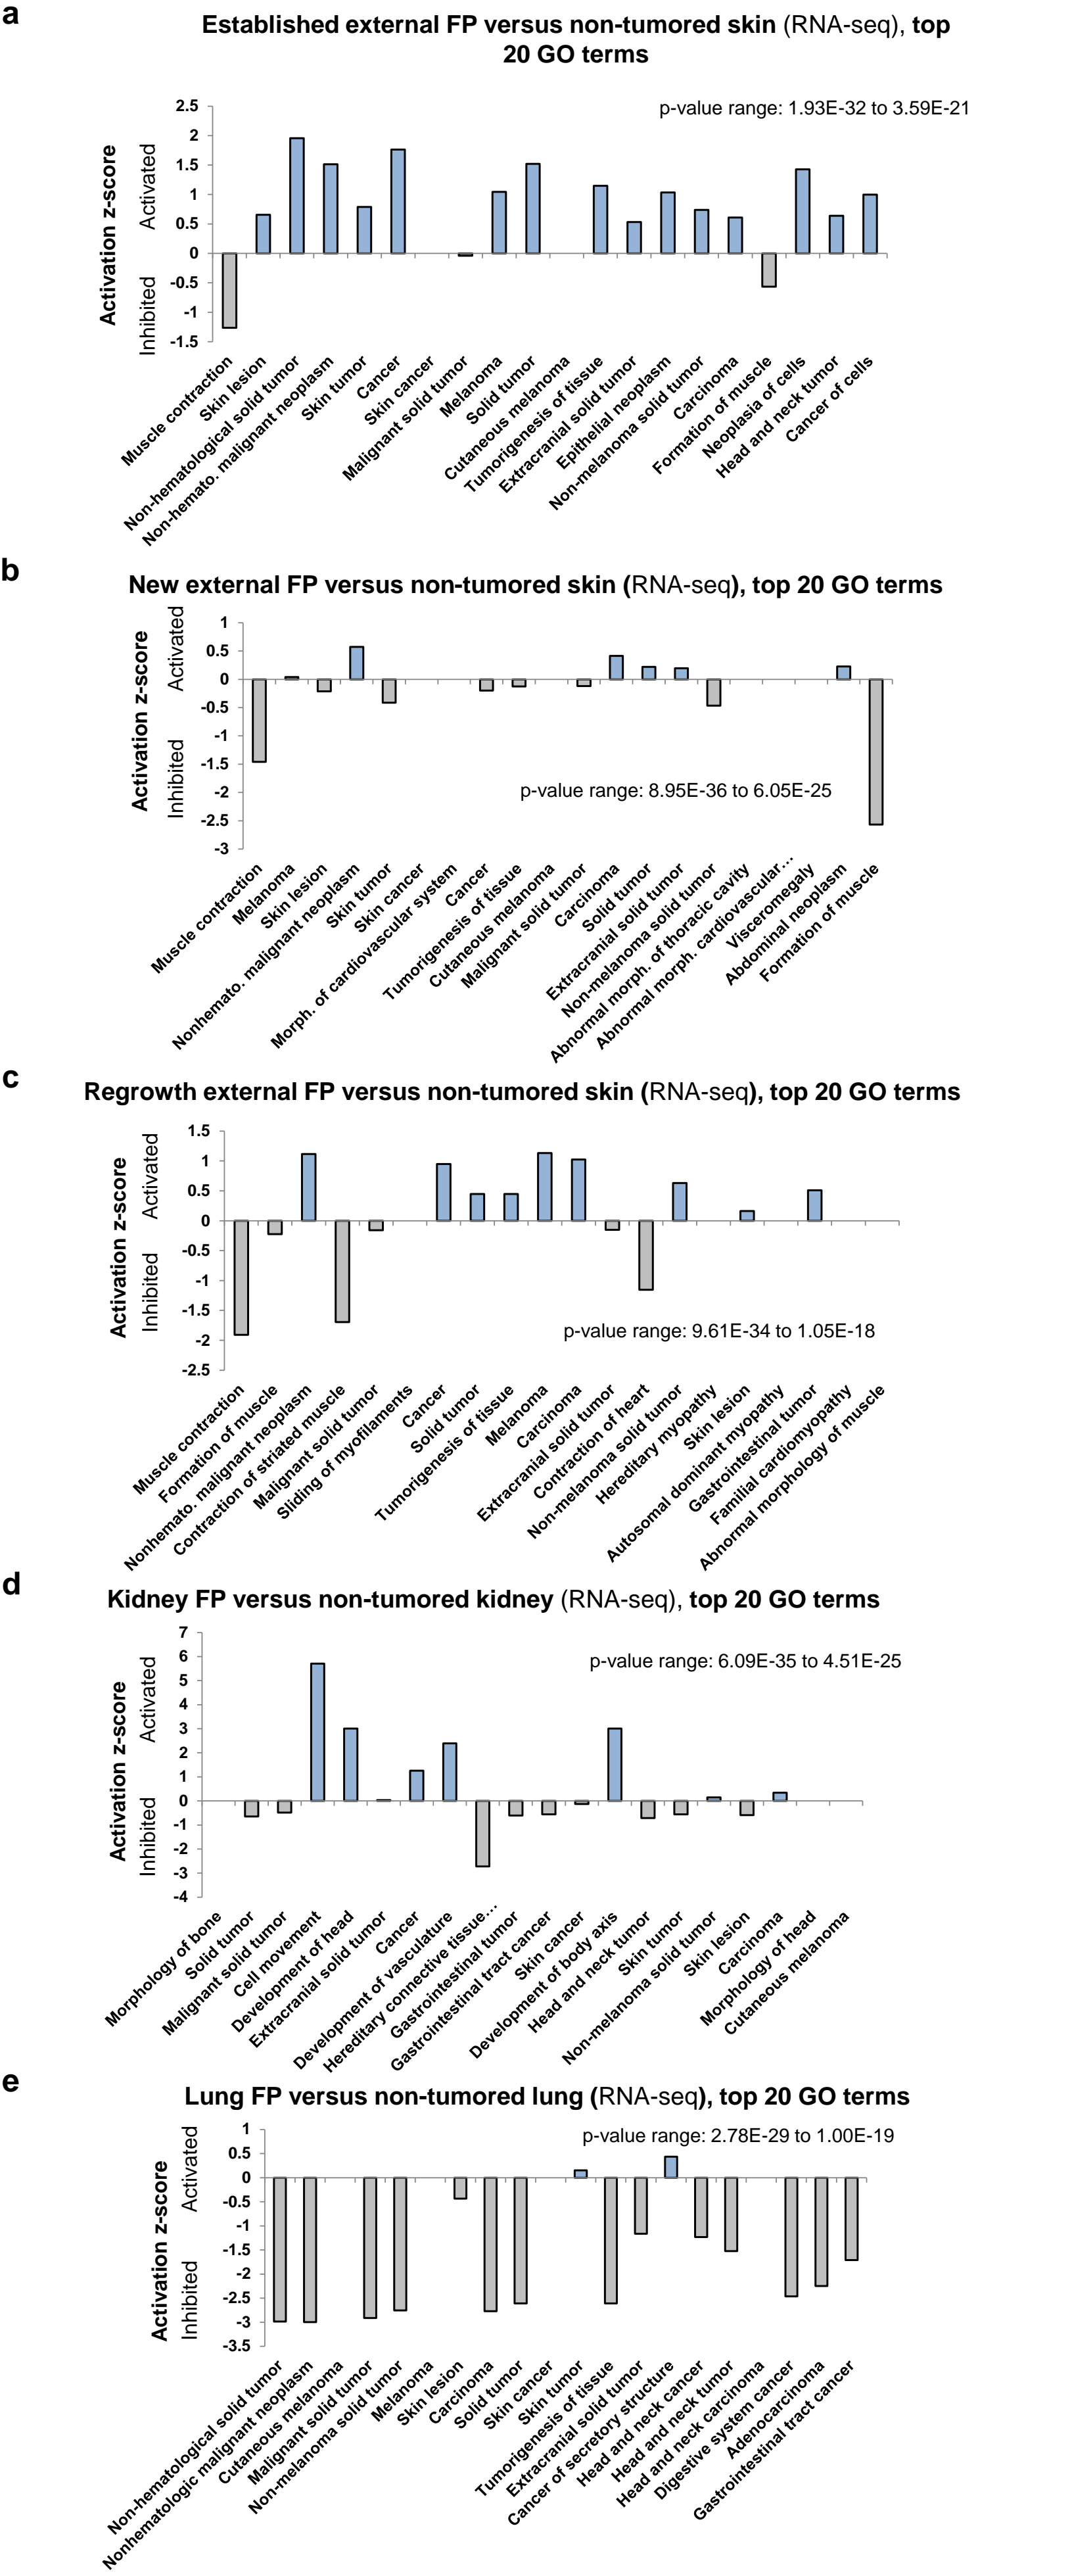 a
Established external FP versus non-tumored skin (RNA-seq), top
20 GO terms
p-value range: 1.93E-32 to 3.59E-21
Activation z-score
Inhibited Activated
2.5
2
1.5
1
0.5
0
-0.5
-1
-1.5
Muscle contraction
Skin lesion
Non-hematological solid tumor
Non-hemato. malignant neoplasm
Skin tumor
Cancer
Skin cancer
Malignant solid tumor
Melanoma
Solid tumor
Cutaneous melanoma
Tumorigenesis of tissue
Extracranial solid tumor
Epithelial neoplasm
Non-melanoma solid tumor
Carcinoma
Formation of muscle
Neoplasia of cells
Head and neck tumor
Cancer of cells
b
New external FP versus non-tumored skin (RNA-seq), top 20 GO terms
Activation z-score
Inhibited Activated
1
0.5
0
-0.5
-1
-1.5
-2
-2.5
-3
p-value range: 8.95E-36 to 6.05E-25
Muscle contraction
Melanoma
Skin lesion
Nonhemato. malignant neoplasm
Skin tumor
Skin cancer
Morph. of cardiovascular system
Cancer
Tumorigenesis of tissue
Cutaneous melanoma
Malignant solid tumor
Carcinoma
Solid tumor
Extracranial solid tumor
Non-melanoma solid tumor
Abnormal morph. of thoracic cavity
Abnormal morph. cardiovascular…
Visceromegaly
Abdominal neoplasm
Formation of muscle
c
Regrowth external FP versus non-tumored skin (RNA-seq), top 20 GO terms
Activation z-score
Inhibited Activated
1.5
1
0.5
0
-0.5
-1
-1.5
-2
-2.5
p-value range: 9.61E-34 to 1.05E-18
Muscle contraction
Formation of muscle
Nonhemato. malignant neoplasm
Contraction of striated muscle
Malignant solid tumor
Sliding of myofilaments
Cancer
Solid tumor
Tumorigenesis of tissue
Melanoma
Carcinoma
Extracranial solid tumor
Contraction of heart
Non-melanoma solid tumor
Hereditary myopathy
Skin lesion
Autosomal dominant myopathy
Gastrointestinal tumor
Familial cardiomyopathy
Abnormal morphology of muscle
d
Kidney FP versus non-tumored kidney (RNA-seq), top 20 GO terms
p-value range: 6.09E-35 to 4.51E-25
Activation z-score
Inhibited Activated
7
6
5
4
3
2
1
0
-1
-2
-3
-4
Morphology of bone
Solid tumor
Malignant solid tumor
Cell movement
Development of head
Extracranial solid tumor
Cancer
Development of vasculature
Hereditary connective tissue…
Gastrointestinal tumor
Gastrointestinal tract cancer
Skin cancer
Development of body axis
Head and neck tumor
Skin tumor
Non-melanoma solid tumor
Skin lesion
Carcinoma
Morphology of head
Cutaneous melanoma
e
Lung FP versus non-tumored lung (RNA-seq), top 20 GO terms
p-value range: 2.78E-29 to 1.00E-19
Activation z-score
Inhibited Activated
1
0.5
0
-0.5
-1
-1.5
-2
-2.5
-3
-3.5
Non-hematological solid tumor
Nonhematologic malignant neoplasm
Cutaneous melanoma
Malignant solid tumor
Non-melanoma solid tumor
Melanoma
Skin lesion
Carcinoma
Solid tumor
Skin cancer
Skin tumor
Tumorigenesis of tissue
Extracranial solid tumor
Cancer of secretory structure
Head and neck cancer
Head and neck tumor
Head and neck carcinoma
Digestive system cancer
Adenocarcinoma
Gastrointestinal tract cancer